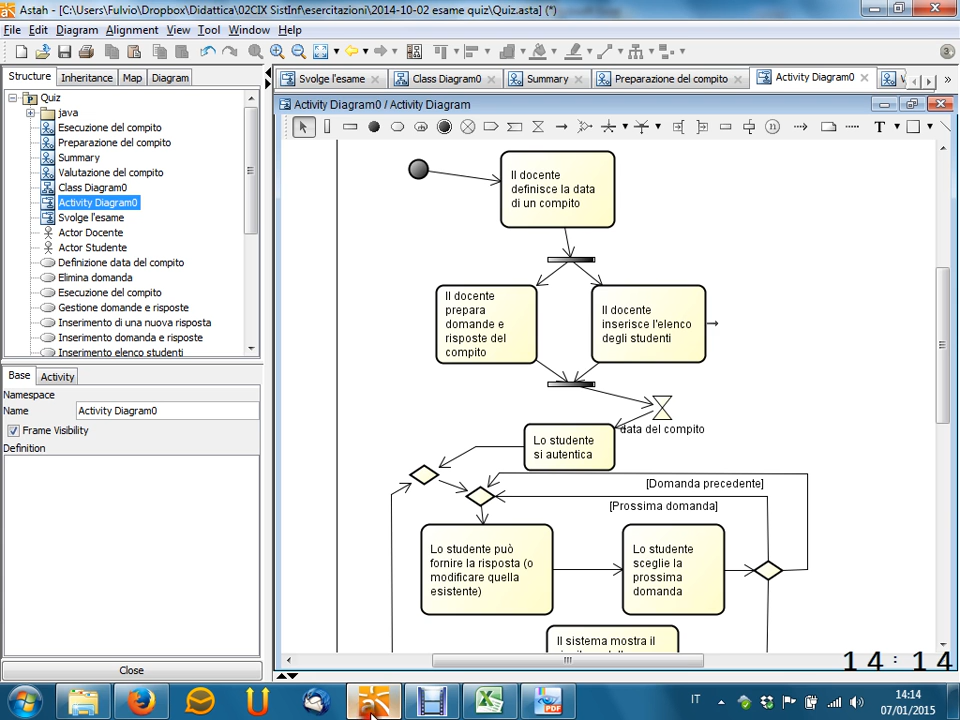 Astah - [C:\Users\Fulvio\Dropbox\Didattica\02CIX SistInf\esercitazioni\2014-10-02 esame quiz\Quiz.asta] (*)
File Edit Diagram Alignment View Tool Window Help
3
Structure Inheritance Map Diagram
Svolge l'esame Class Diagram0 Summary Preparazione del compito Activity Diagram0
Activity Diagram0 / Activity Diagram
T
Quiz
java
Esecuzione del compito
Preparazione del compito
Summary
Valutazione del compito
Class Diagram0
Activity Diagram0
Svolge l'esame
Actor Docente
Actor Studente
Definizione data del compito
Elimina domanda
Esecuzione del compito
Gestione domande e risposte
Inserimento di una nuova risposta
Inserimento domanda e risposte
Inserimento elenco studenti
Base Activity
Namespace
Name Activity Diagram0
Frame Visibility
Definition
Close
Il docente
definisce la data
di un compito
Il docente
prepara
domande e
risposte del
compito
Il docente
inserisce l'elenco
degli studenti
data del compito
Lo studente
si autentica
[Domanda precedente]
[Prossima domanda]
Lo studente può
fornire la risposta (o
modificare quella
esistente)
Lo studente
sceglie la
prossima
domanda
Il sistema mostra il
14:14
IT
14:14
07/01/2015